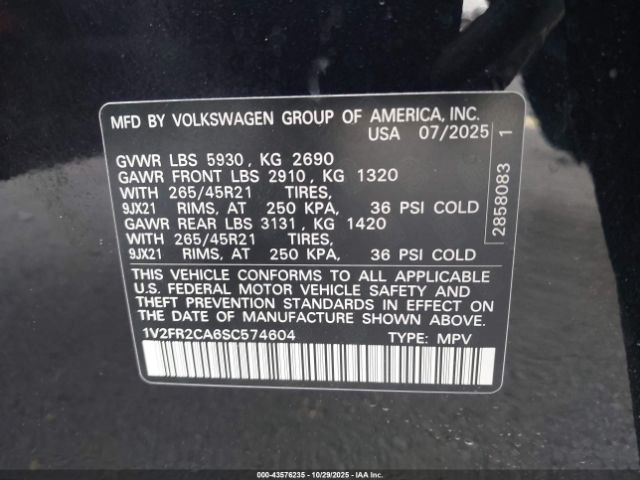 MFD BY VOLKSWAGEN GROUP OF AMERICA, INC.
USA 07/2025
GVWR LBS 5930, KG 2690
GAWR FRONT LBS 2910, KG 1320
WITH 265/45R21 TIRES,
9JX21 RIMS, AT 250 KPA, 36 PSI COLD
GAWR REAR LBS 3131, KG 1420
WITH 265/45R21 TIRES,
9JX21 RIMS, AT 250 KPA, 36 PSI COLD
THIS VEHICLE CONFORMS TO ALL APPLICABLE
U.S. FEDERAL MOTOR VEHICLE SAFETY AND
THEFT PREVENTION STANDARDS IN EFFECT ON
THE DATE OF MANUFACTURE SHOWN ABOVE.
1V2FR2CA6SC574604 TYPE: MPV
2858083 1
000-43576235 - 10/29/2025 - IAAI.COM